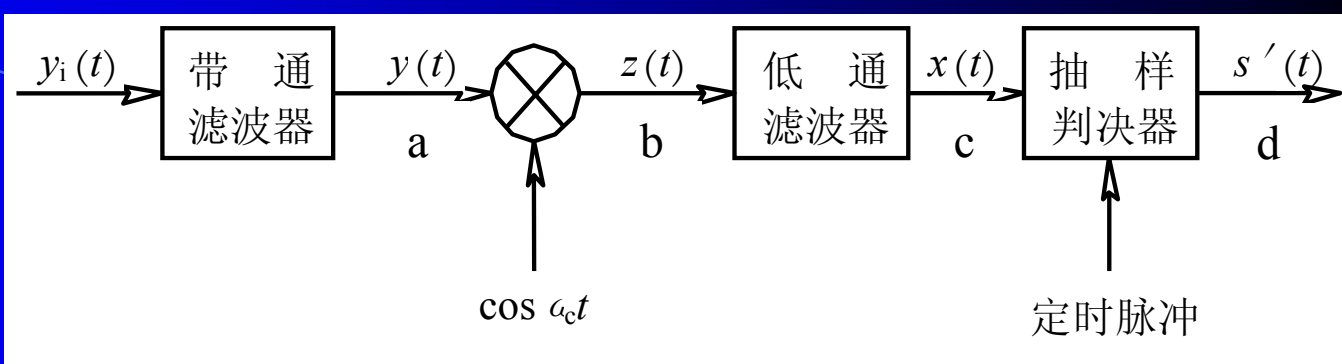 yi(t)
带 通
滤波器
y(t)
a
z(t)
b
低 通
滤波器
x(t)
c
抽 样
判决器
s′(t)
d
cos ωct
定时脉冲